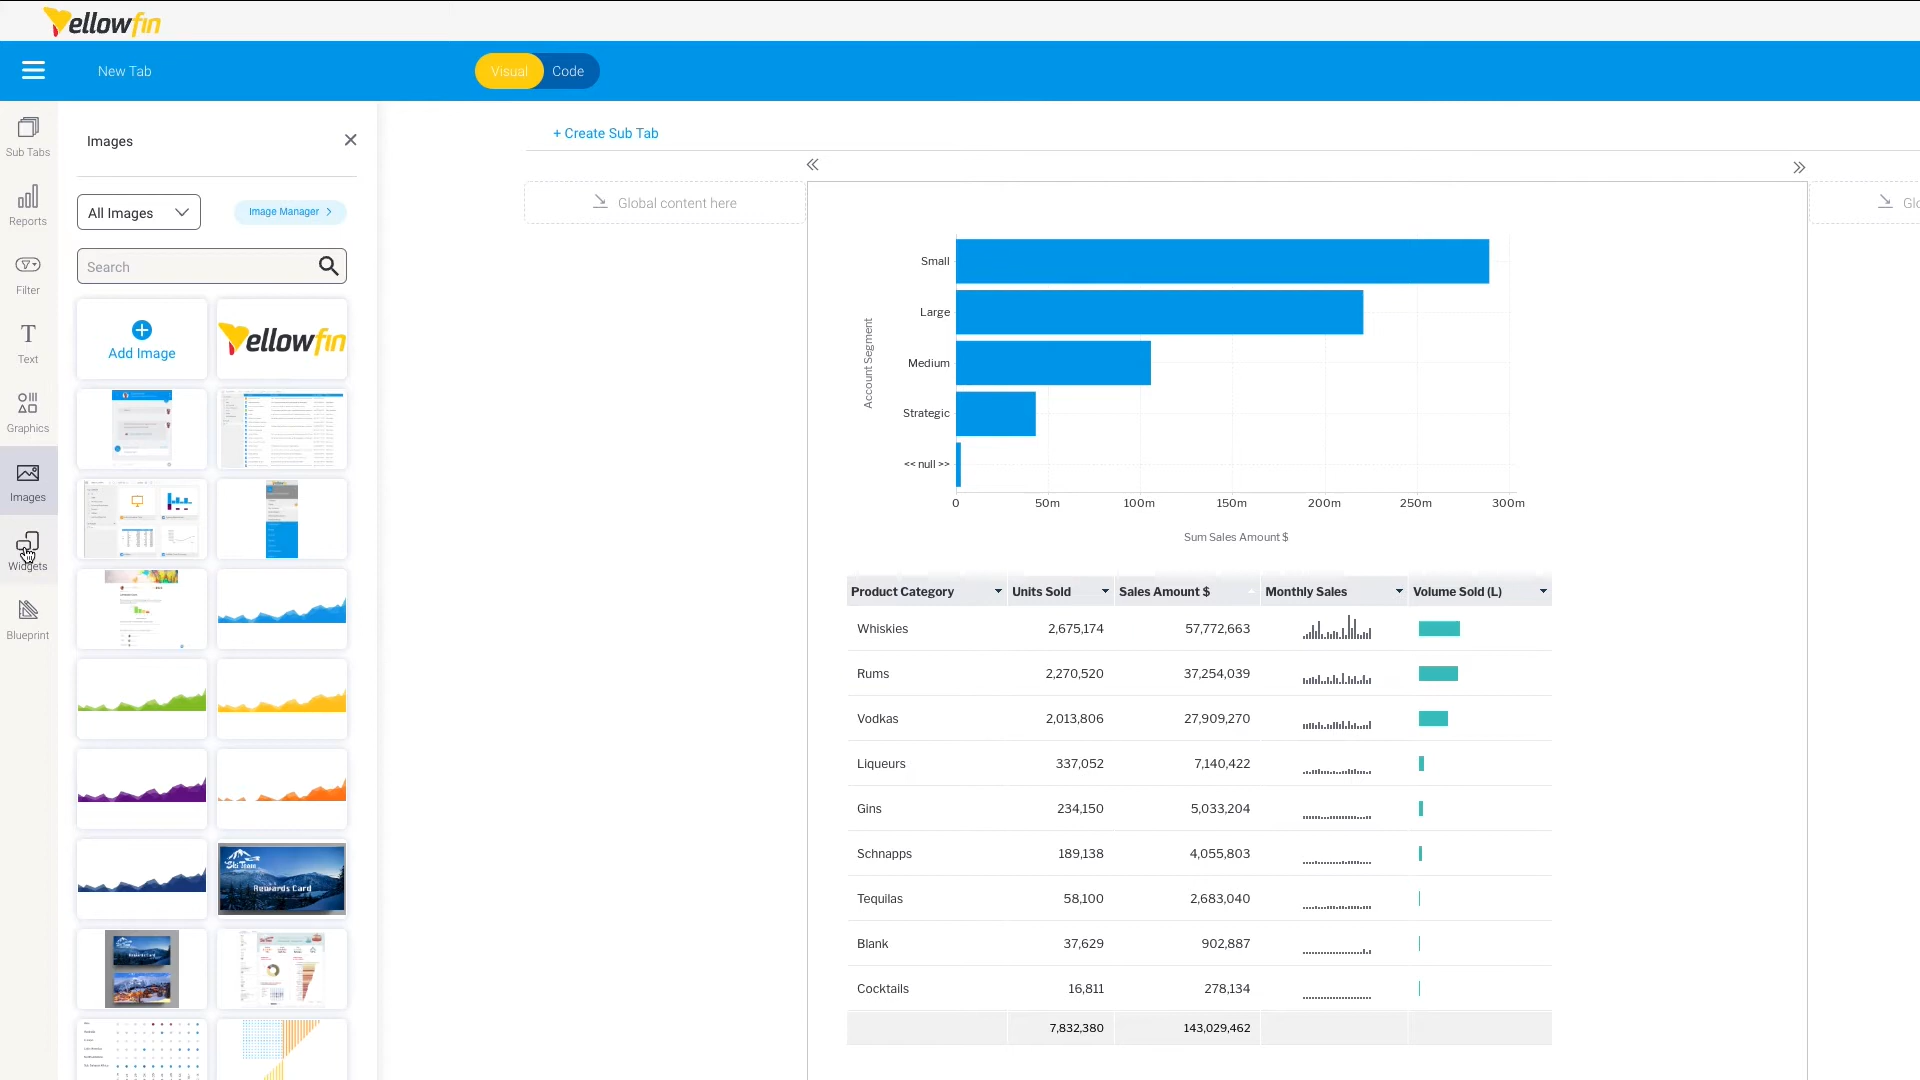 Yellowfin
New Tab
Visual
Code
Sub Tabs
Reports
Filter
Text
Graphics
Images
Widgets
Blueprint
Images
All Images
Image Manager >
Search
Add Image
Yellowfin
Ski Team
Rewards Card
+ Create Sub Tab
Global content here
Glo
Account Segment
Small
Large
Medium
Strategic
<< null >>
0 50m 100m 150m 200m 250m 300m
Sum Sales Amount $
Product Category Units Sold Sales Amount $ Monthly Sales Volume Sold (L)
Whiskies 2,675,174 57,772,663
Rums 2,270,520 37,254,039
Vodkas 2,013,806 27,909,270
Liqueurs 337,052 7,140,422
Gins 234,150 5,033,204
Schnapps 189,138 4,055,803
Tequilas 58,100 2,683,040
Blank 37,629 902,887
Cocktails 16,811 278,134
7,832,380 143,029,462